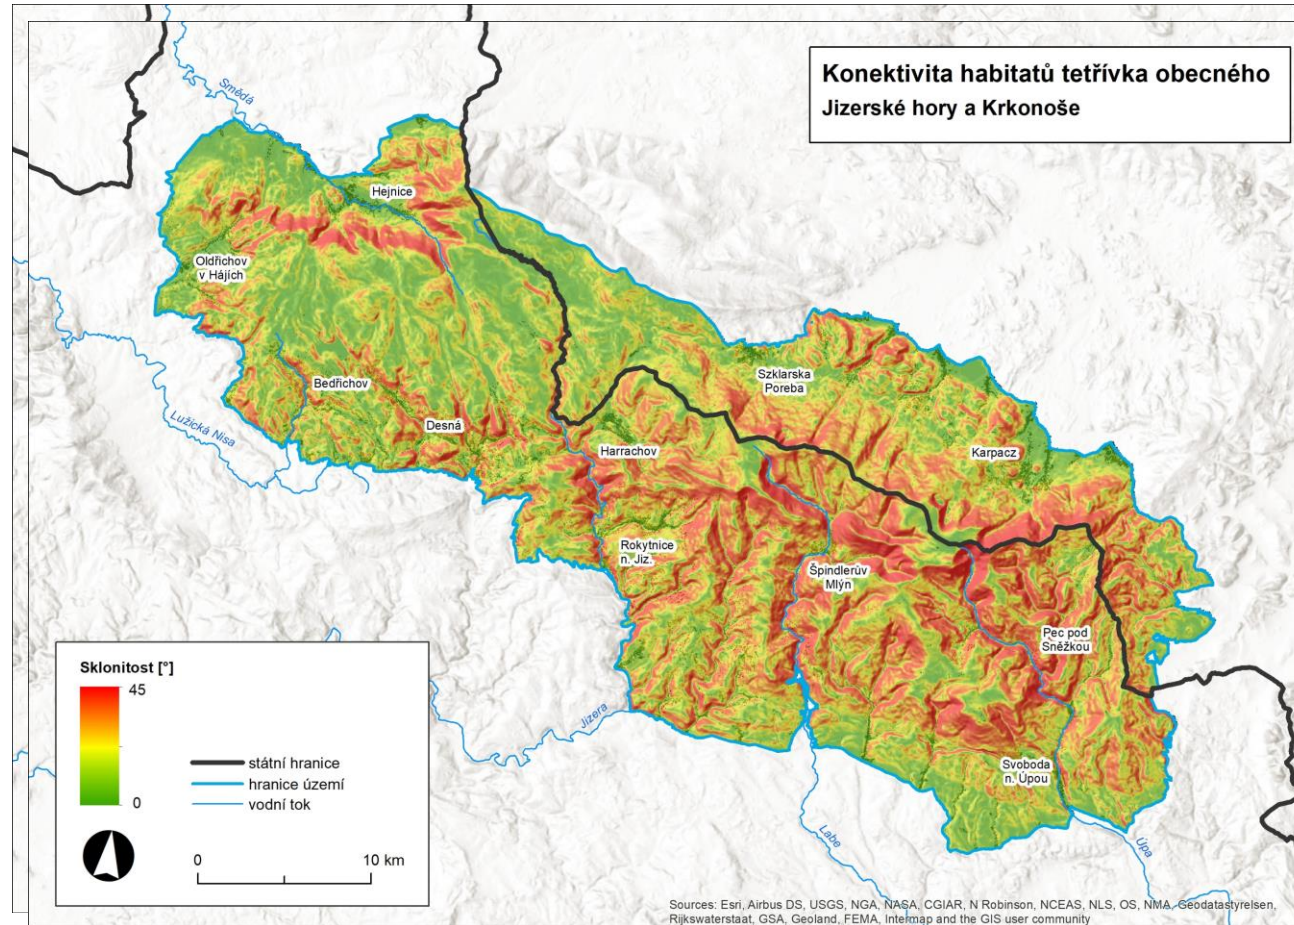 Konektivita habitatů tetřívka obecného
Jizerské hory a Krkonoše
Smědá
Hejnice
Oldřichov
v Hájích
Bedřichov
Lužická Nisa
Desná
Szklarska
Poreba
Harrachov
Karpacz
Rokytnice
n. Jiz.
Špindlerův
Mlýn
Pec pod
Sněžkou
Jizera
Svoboda
n. Úpou
Labe
Úpa
Sklonitost [°]
45
0
státní hranice
hranice území
vodní tok
0
10 km
Sources: Esri, Airbus DS, USGS, NGA, NASA, CGIAR, N Robinson, NCEAS, NLS, OS, NMA, Geodatastyrelsen,
Rijkswaterstaat, GSA, Geoland, FEMA, Intermap and the GIS user community